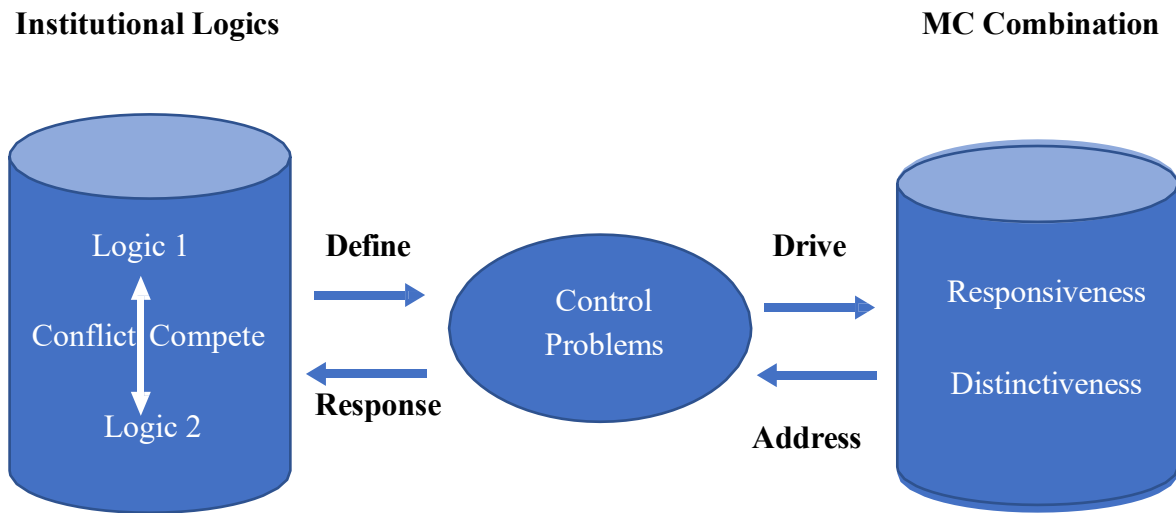 Institutional Logics
MC Combination
Logic 1
Conflict Compete
Logic 2
Define
Response
Control
Problems
Drive
Address
Responsiveness
Distinctiveness